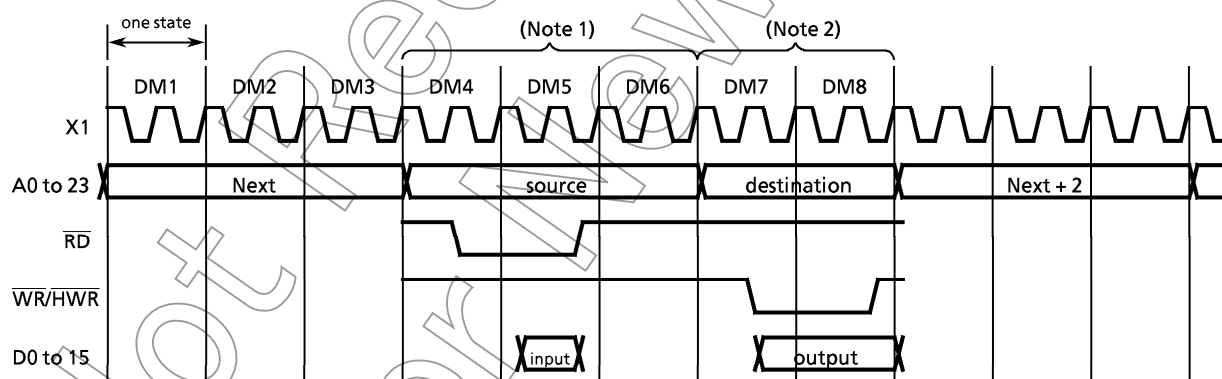 one state
(Note 1)
(Note 2)
DM1 DM2 DM3 DM4 DM5 DM6 DM7 DM8
X1
A0 to 23 Next source destination Next + 2
RD
WR/HWR
D0 to 15 input output